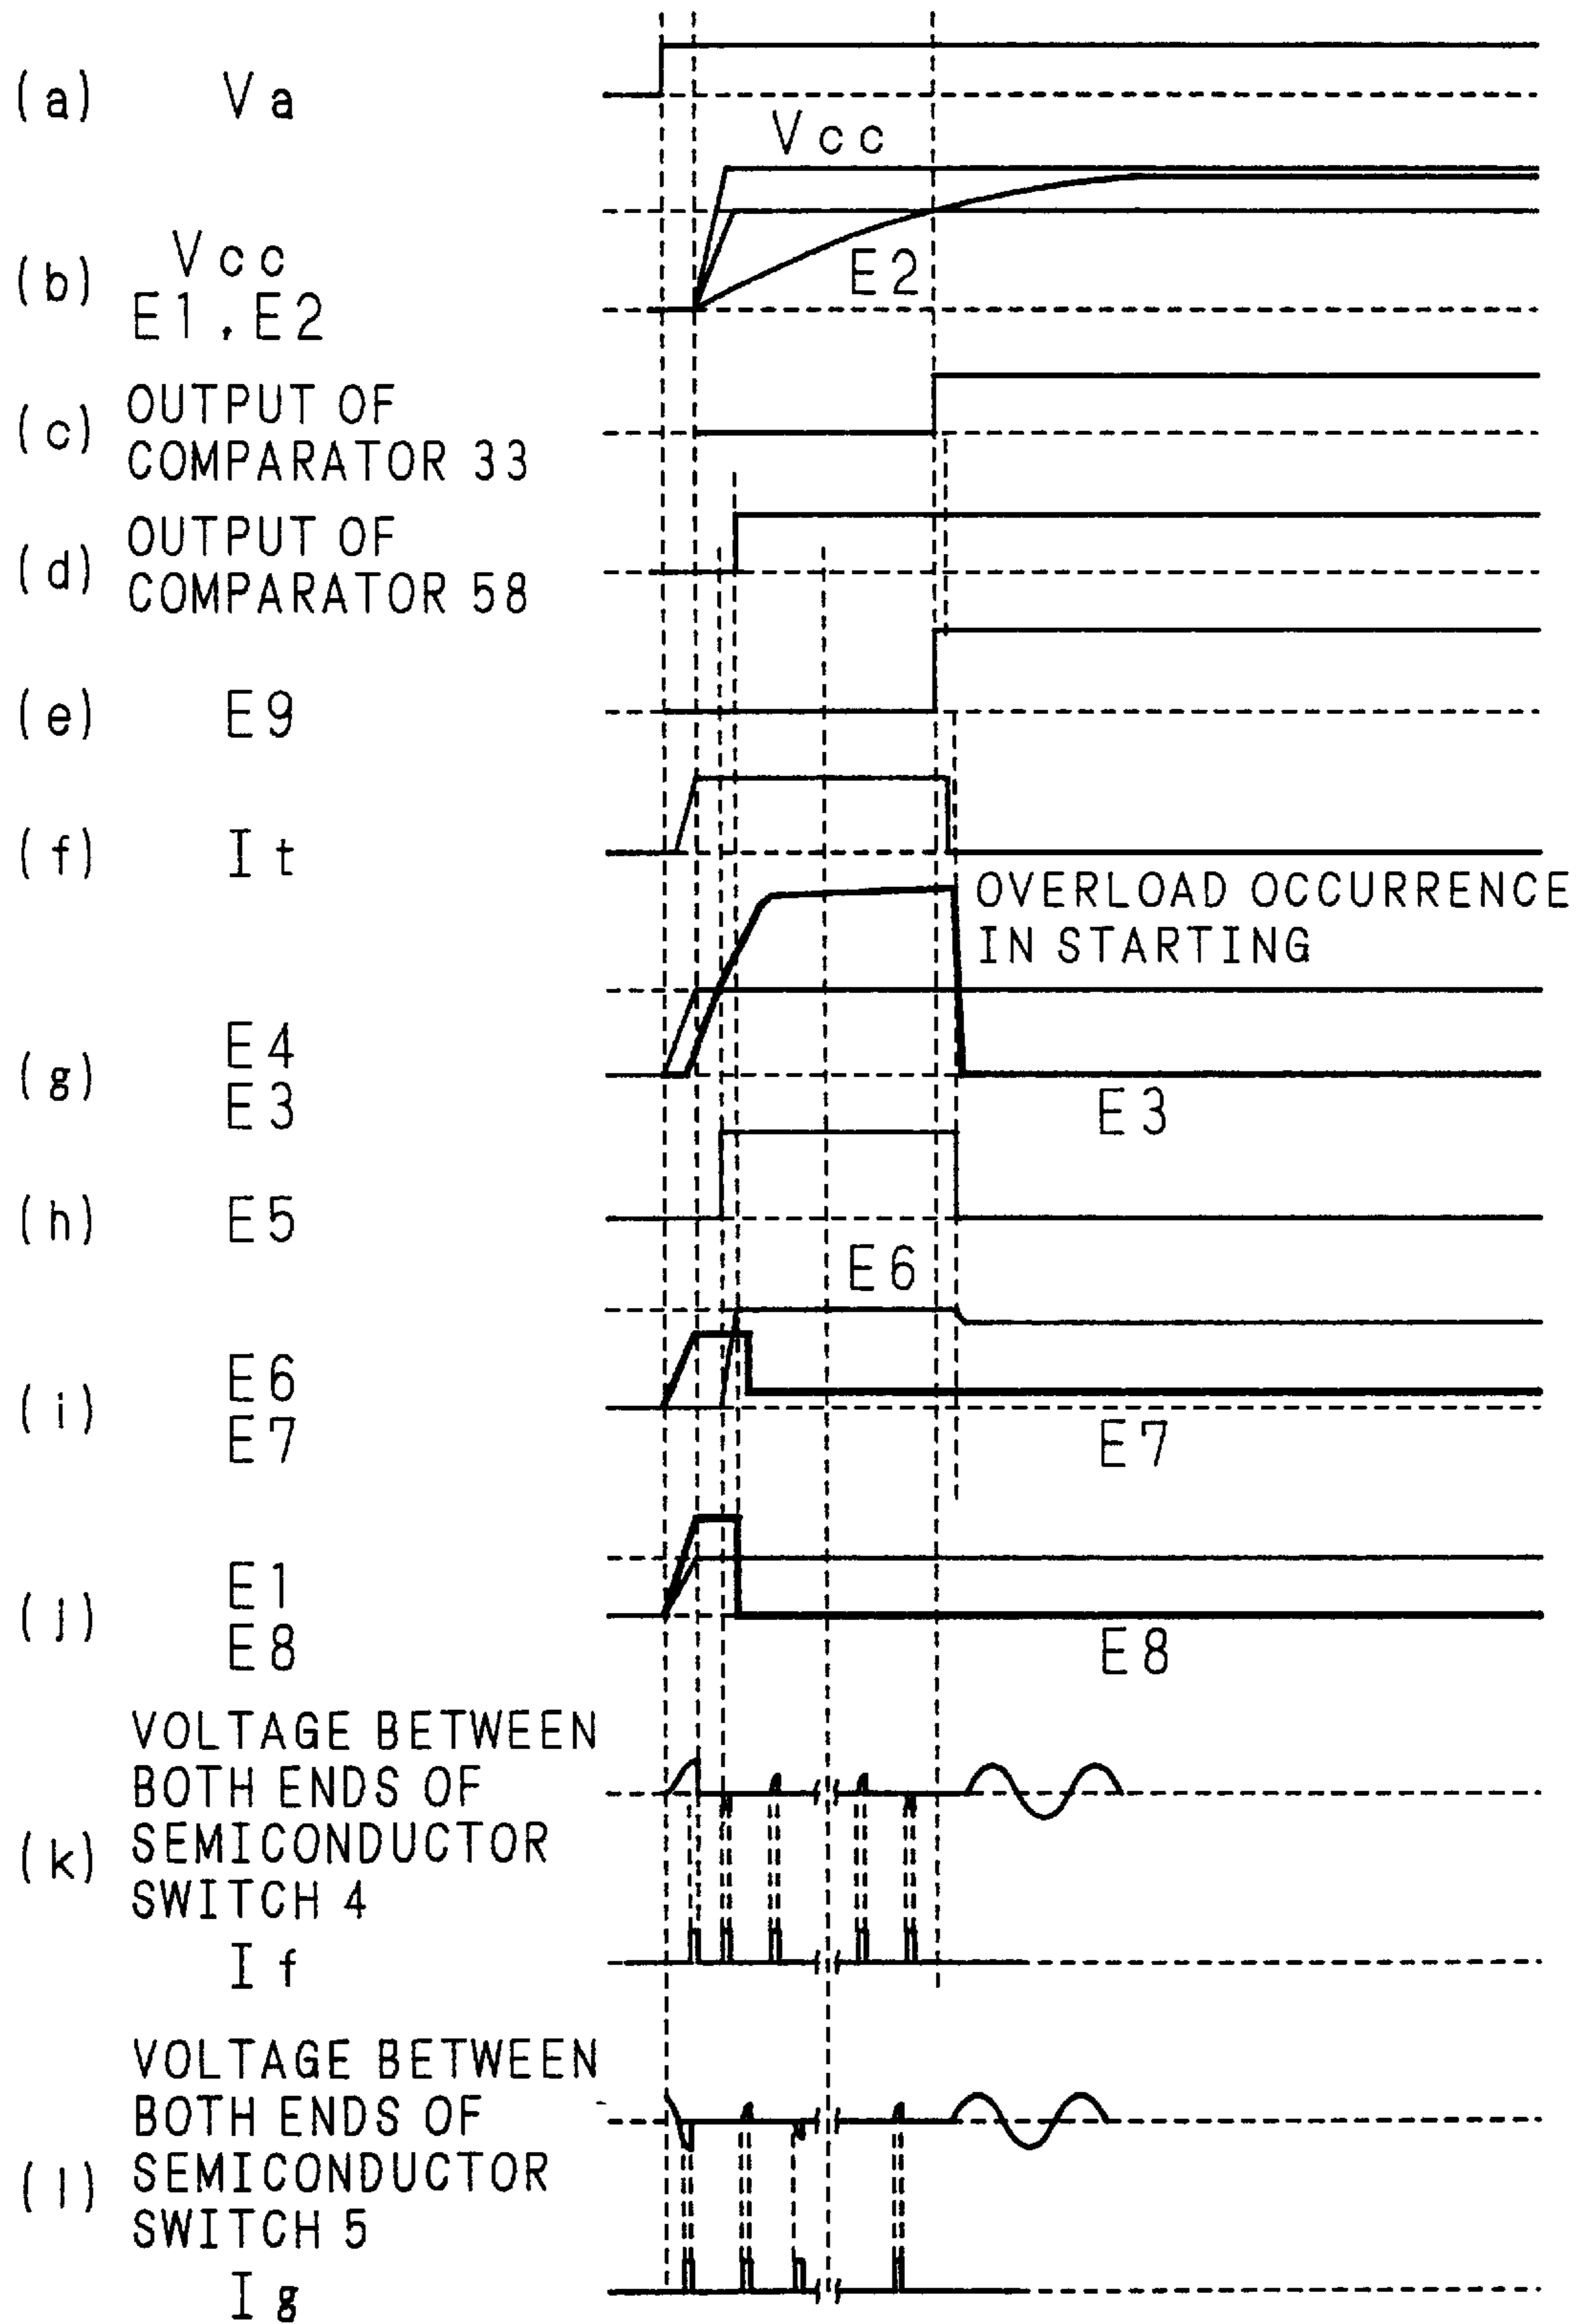 (a) Va
Vcc
(b) Vcc
E1, E2
E2
(c) OUTPUT OF
COMPARATOR 33
(d) OUTPUT OF
COMPARATOR 58
(e) E9
(f) It
OVERLOAD OCCURRENCE
IN STARTING
(g) E4
E3
E3
(h) E5
E6
(i) E6
E7
E7
(j) E1
E8
E8
(k) VOLTAGE BETWEEN
BOTH ENDS OF
SEMICONDUCTOR
SWITCH 4
If
(l) VOLTAGE BETWEEN
BOTH ENDS OF
SEMICONDUCTOR
SWITCH 5
Ig